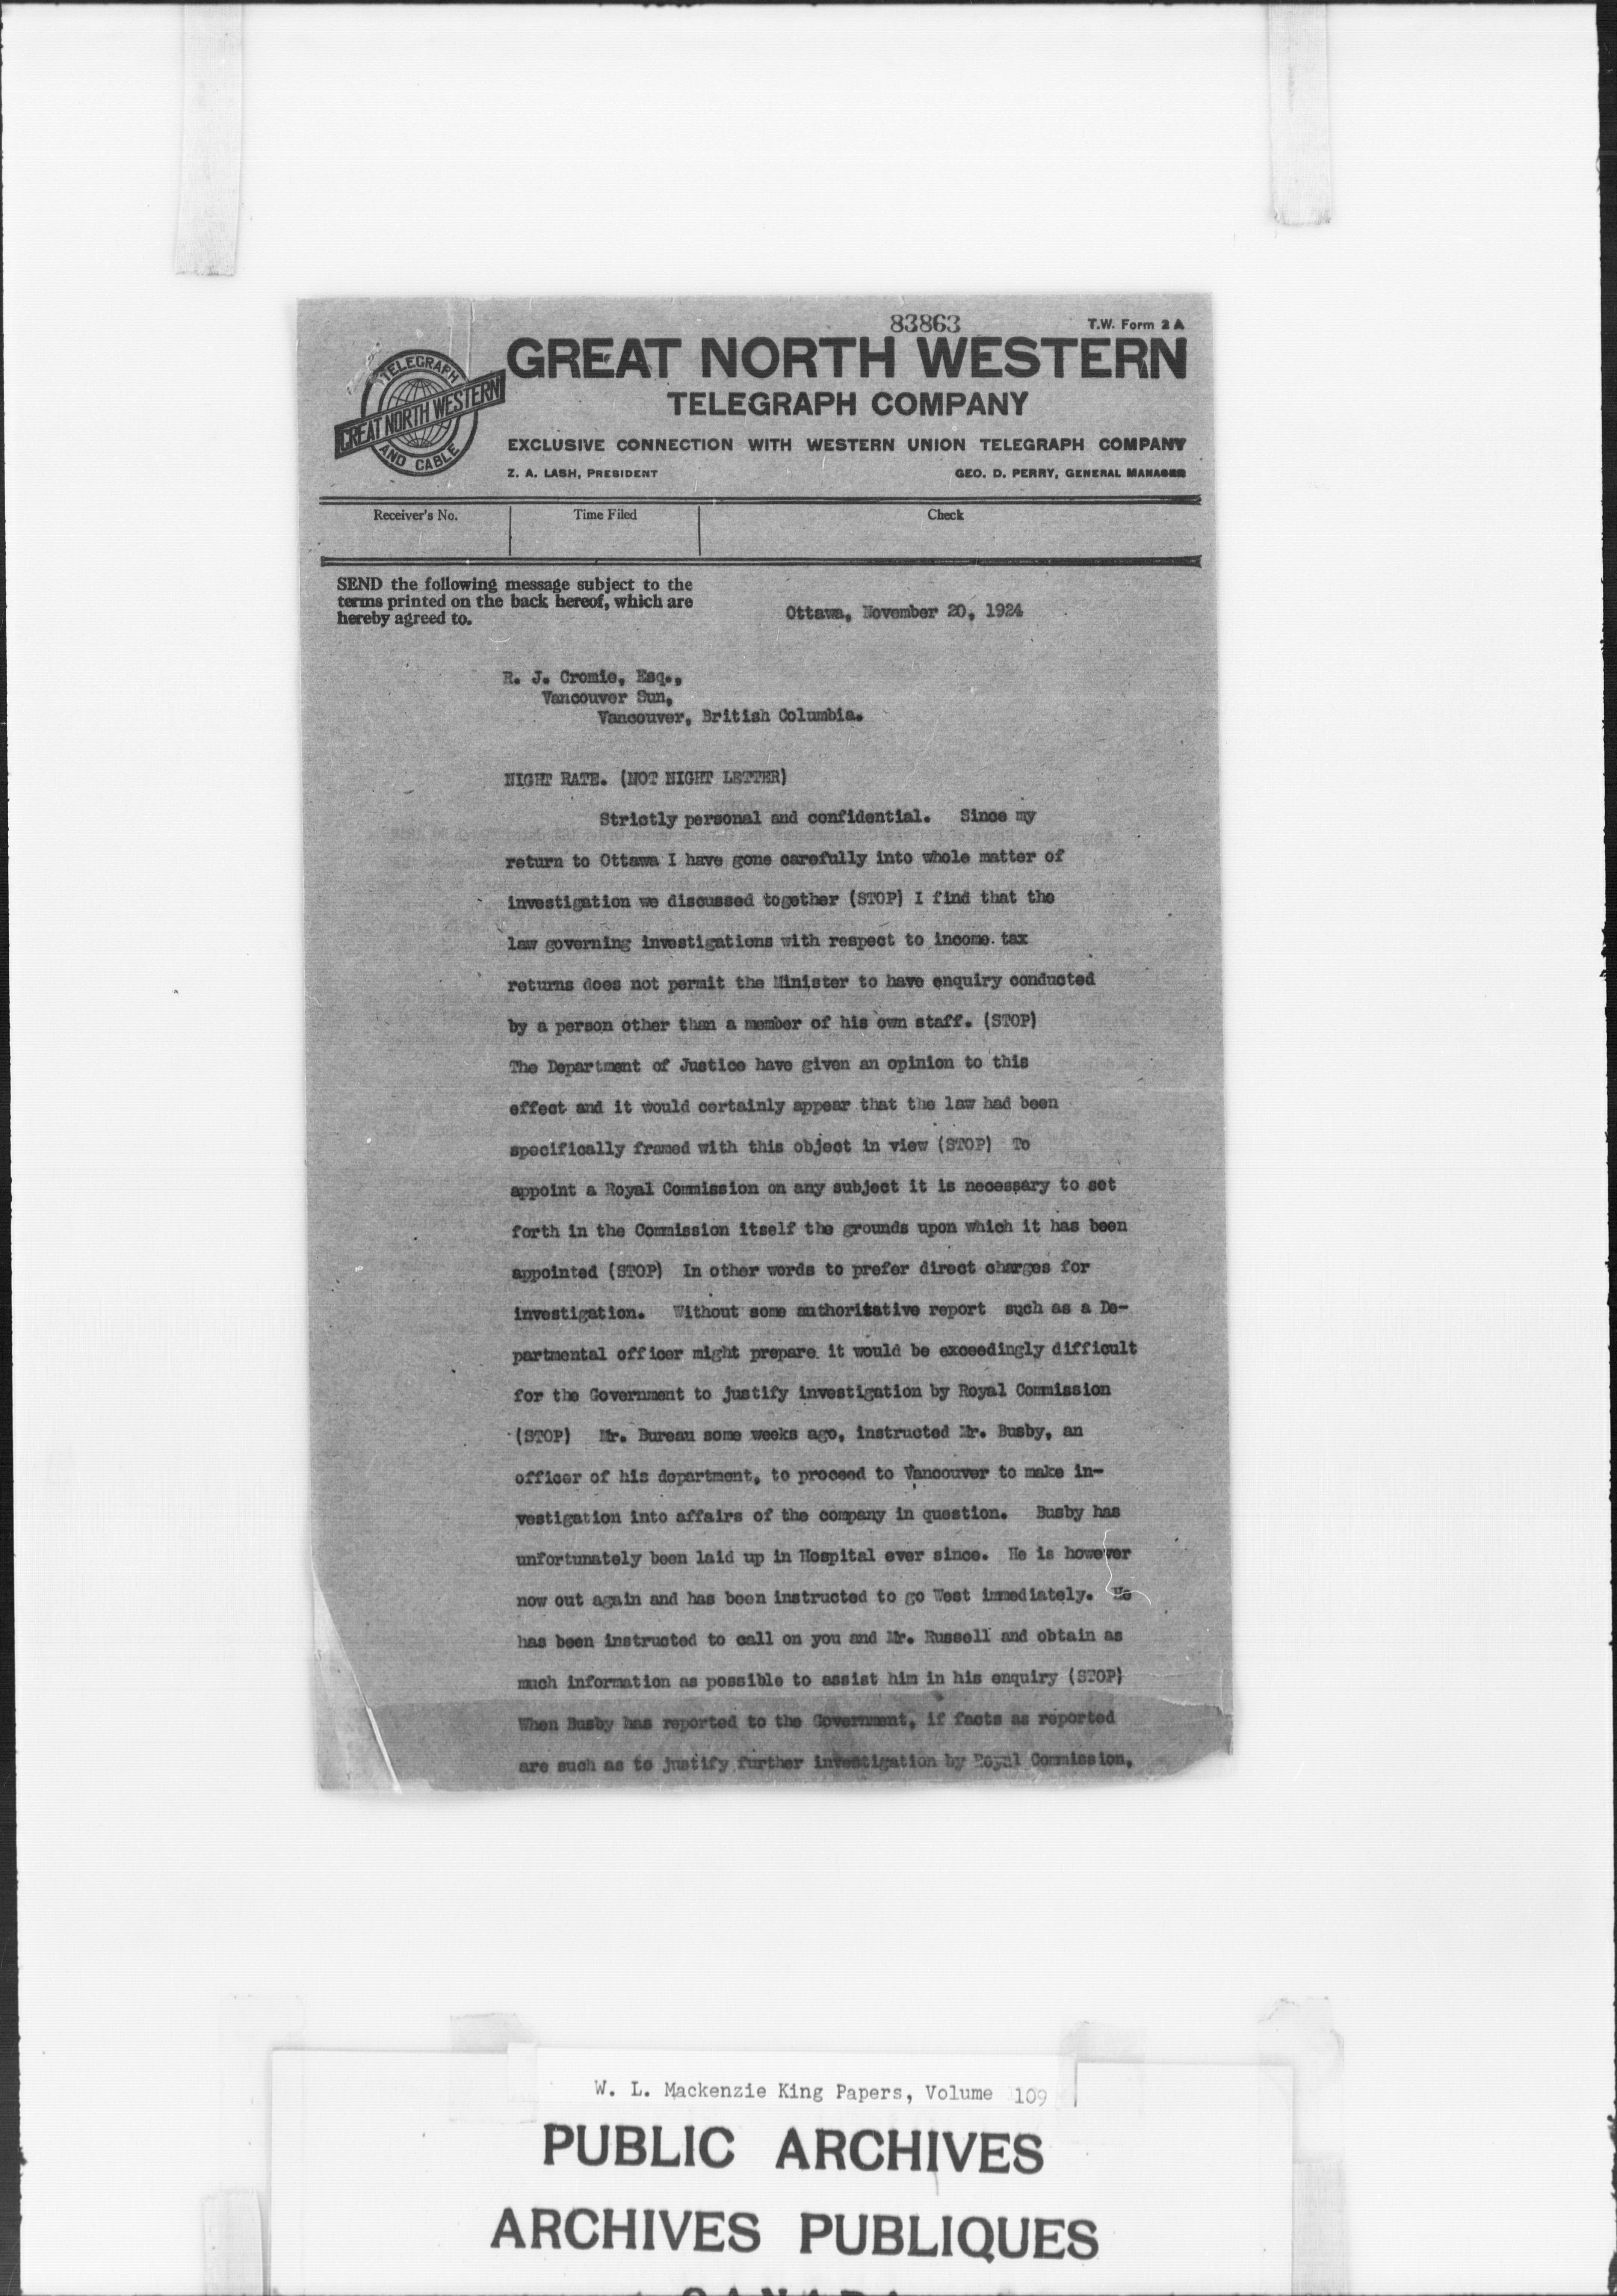 83863
T.W. Form 2 A
TELEGRAPH
GREAT NORTH WESTERN
AND CABLE
GREAT NORTH WESTERN
TELEGRAPH COMPANY
EXCLUSIVE CONNECTION WITH WESTERN UNION TELEGRAPH COMPANY
Z. A. LASH, PRESIDENT
GEO. D. PERRY, GENERAL MANAGER
Receiver's No.
Time Filed
Check
SEND the following message subject to the
terms printed on the back hereof, which are
hereby agreed to.
Ottawa, November 20, 1924
R. J. Cromie, Esq.,
Vancouver Sun,
Vancouver, British Columbia.
NIGHT RATE. (NOT NIGHT LETTER)
Strictly personal and confidential. Since my
return to Ottawa I have gone carefully into whole matter of
investigation we discussed together (STOP) I find that the
law governing investigations with respect to income tax
returns does not permit the Minister to have enquiry conducted
by a person other than a member of his own staff. (STOP)
The Department of Justice have given an opinion to this
effect and it would certainly appear that the law had been
specifically framed with this object in view (STOP) To
appoint a Royal Commission on any subject it is necessary to set
forth in the Commission itself the grounds upon which it has been
appointed (STOP) In other words to prefer direct charges for
investigation. Without some authoritative report such as a De-
partmental officer might prepare it would be exceedingly difficult
for the Government to justify investigation by Royal Commission
(STOP) Mr. Bureau some weeks ago, instructed Mr. Busby, an
officer of his department, to proceed to Vancouver to make in-
vestigation into affairs of the company in question. Busby has
unfortunately been laid up in Hospital ever since. He is however
now out again and has been instructed to go West immediately. He
has been instructed to call on you and Mr. Russell and obtain as
much information as possible to assist him in his enquiry (STOP)
When Busby has reported to the Government, if facts as reported
are such as to justify further investigation by Royal Commission,
W. L. Mackenzie King Papers, Volume 109
PUBLIC ARCHIVES
ARCHIVES PUBLIQUES